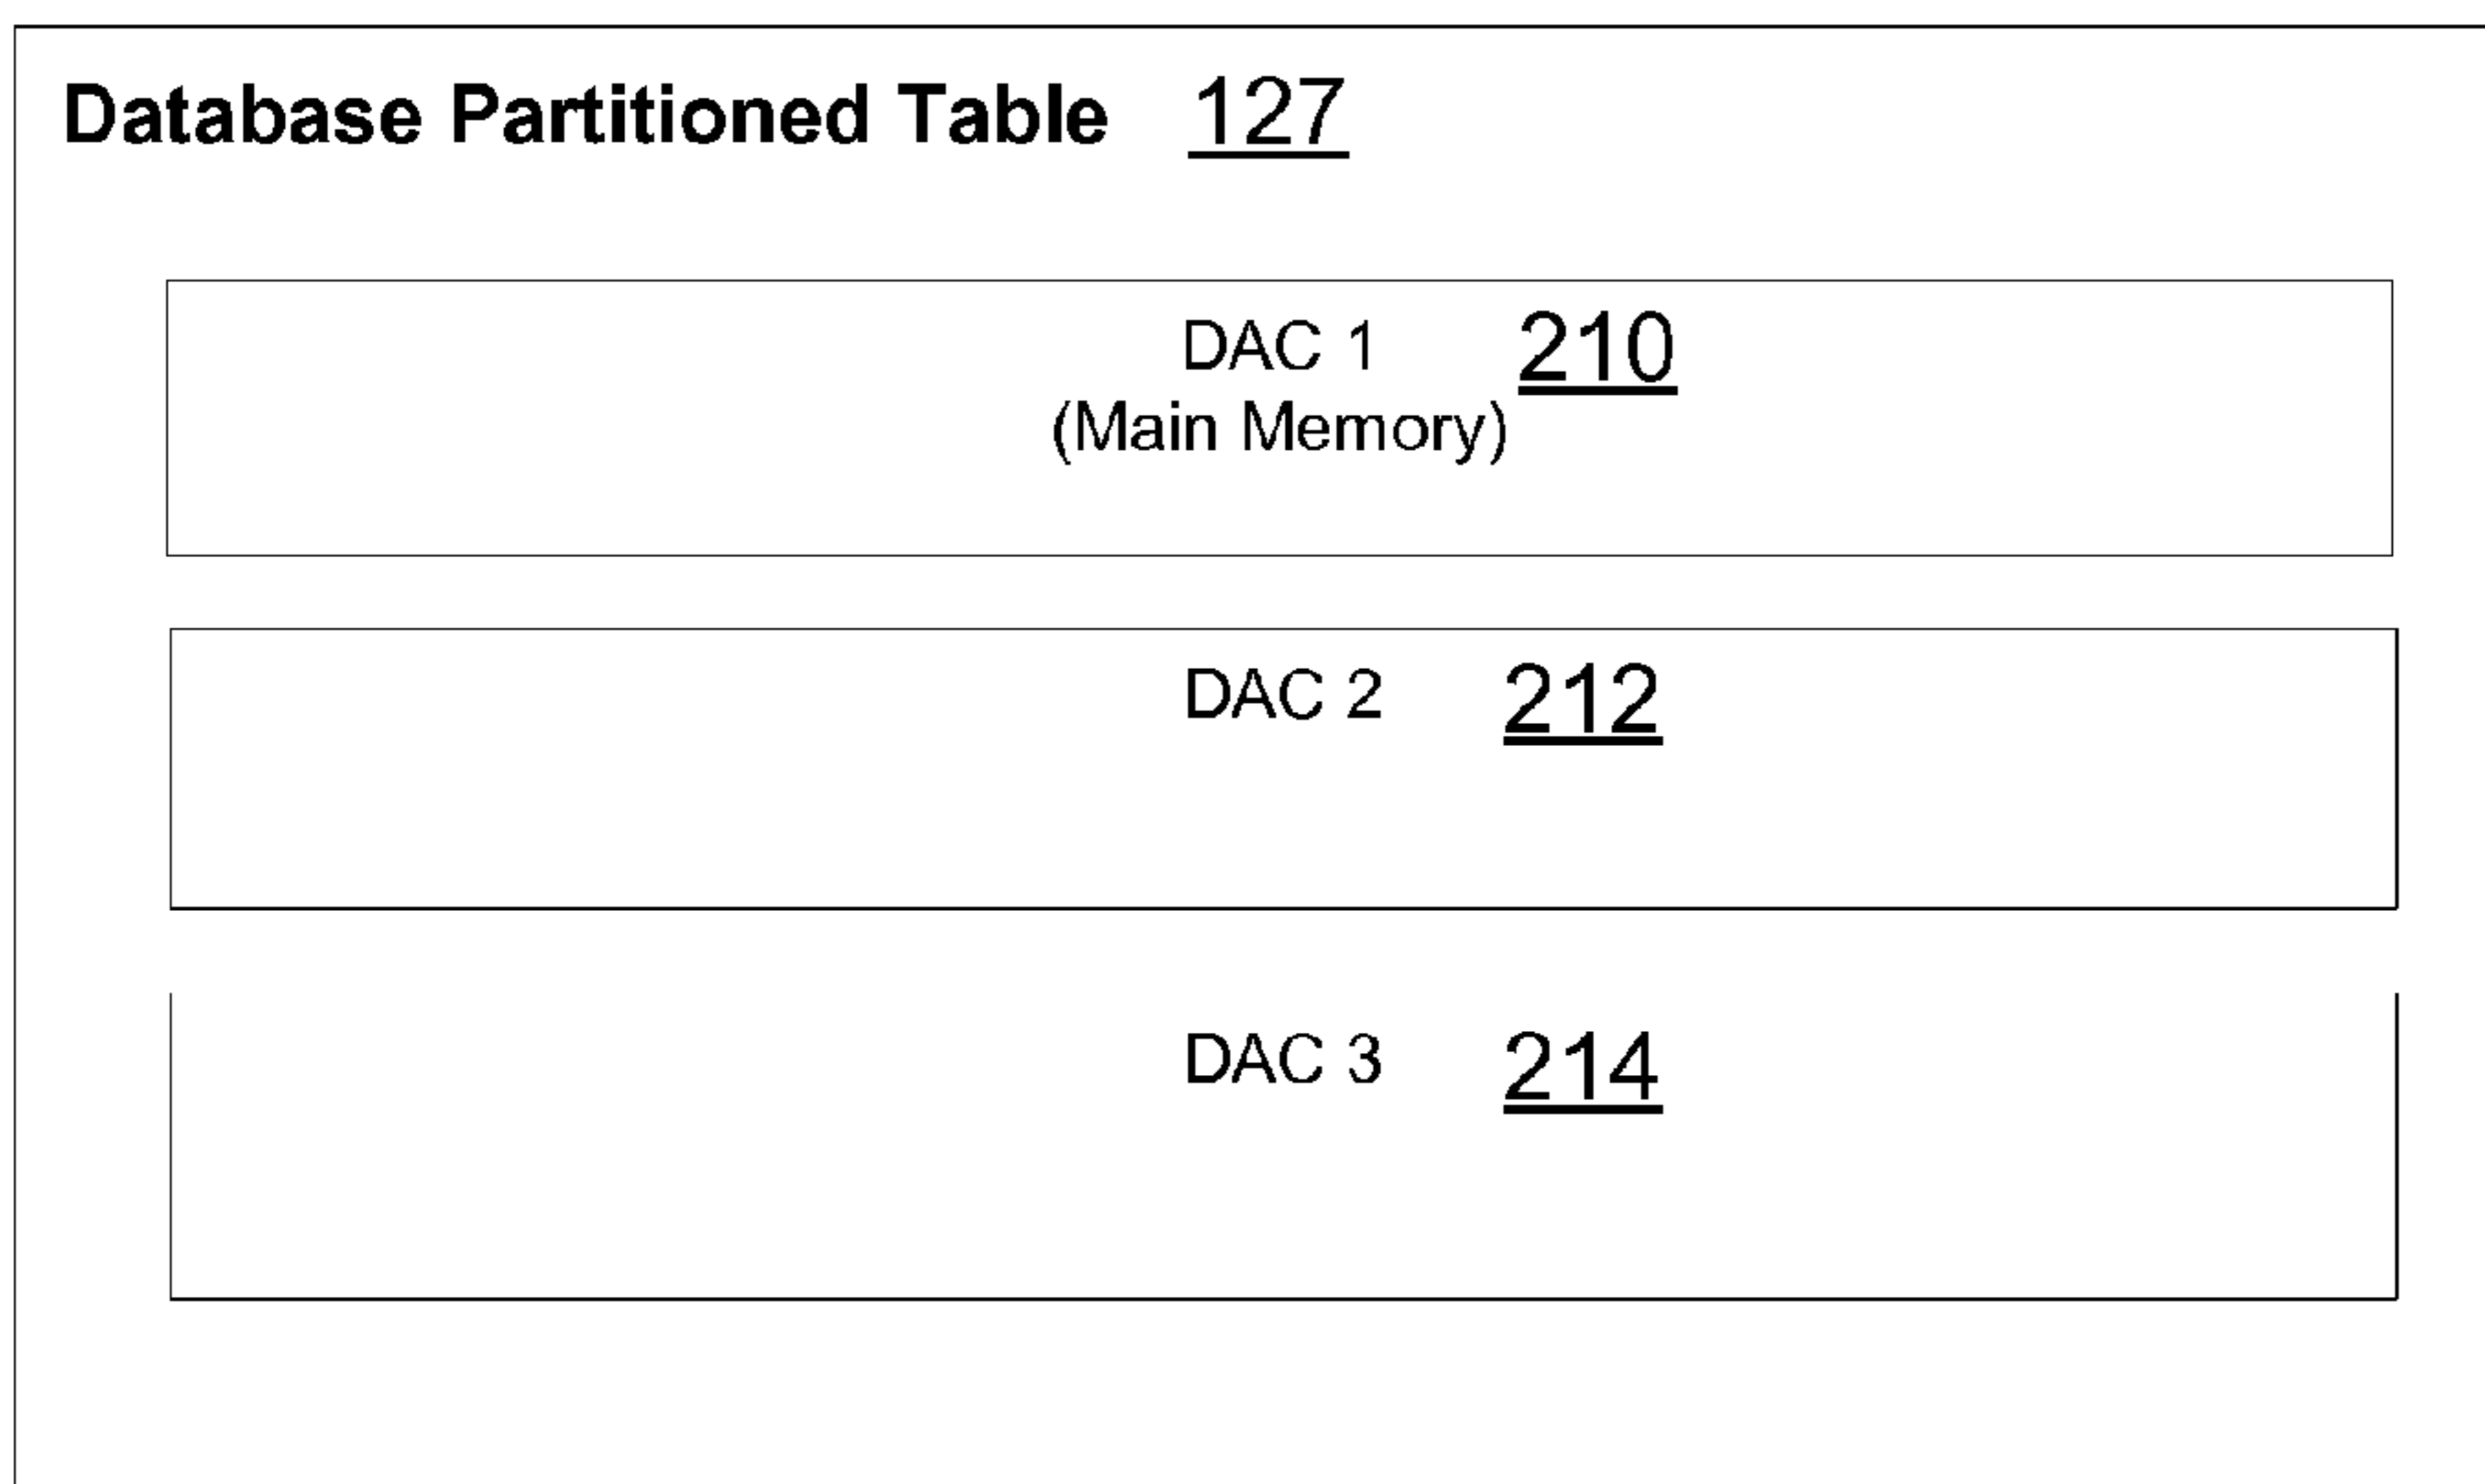 Database Partitioned Table 127
DAC 1 210
(Main Memory)
DAC 2 212
DAC 3 214